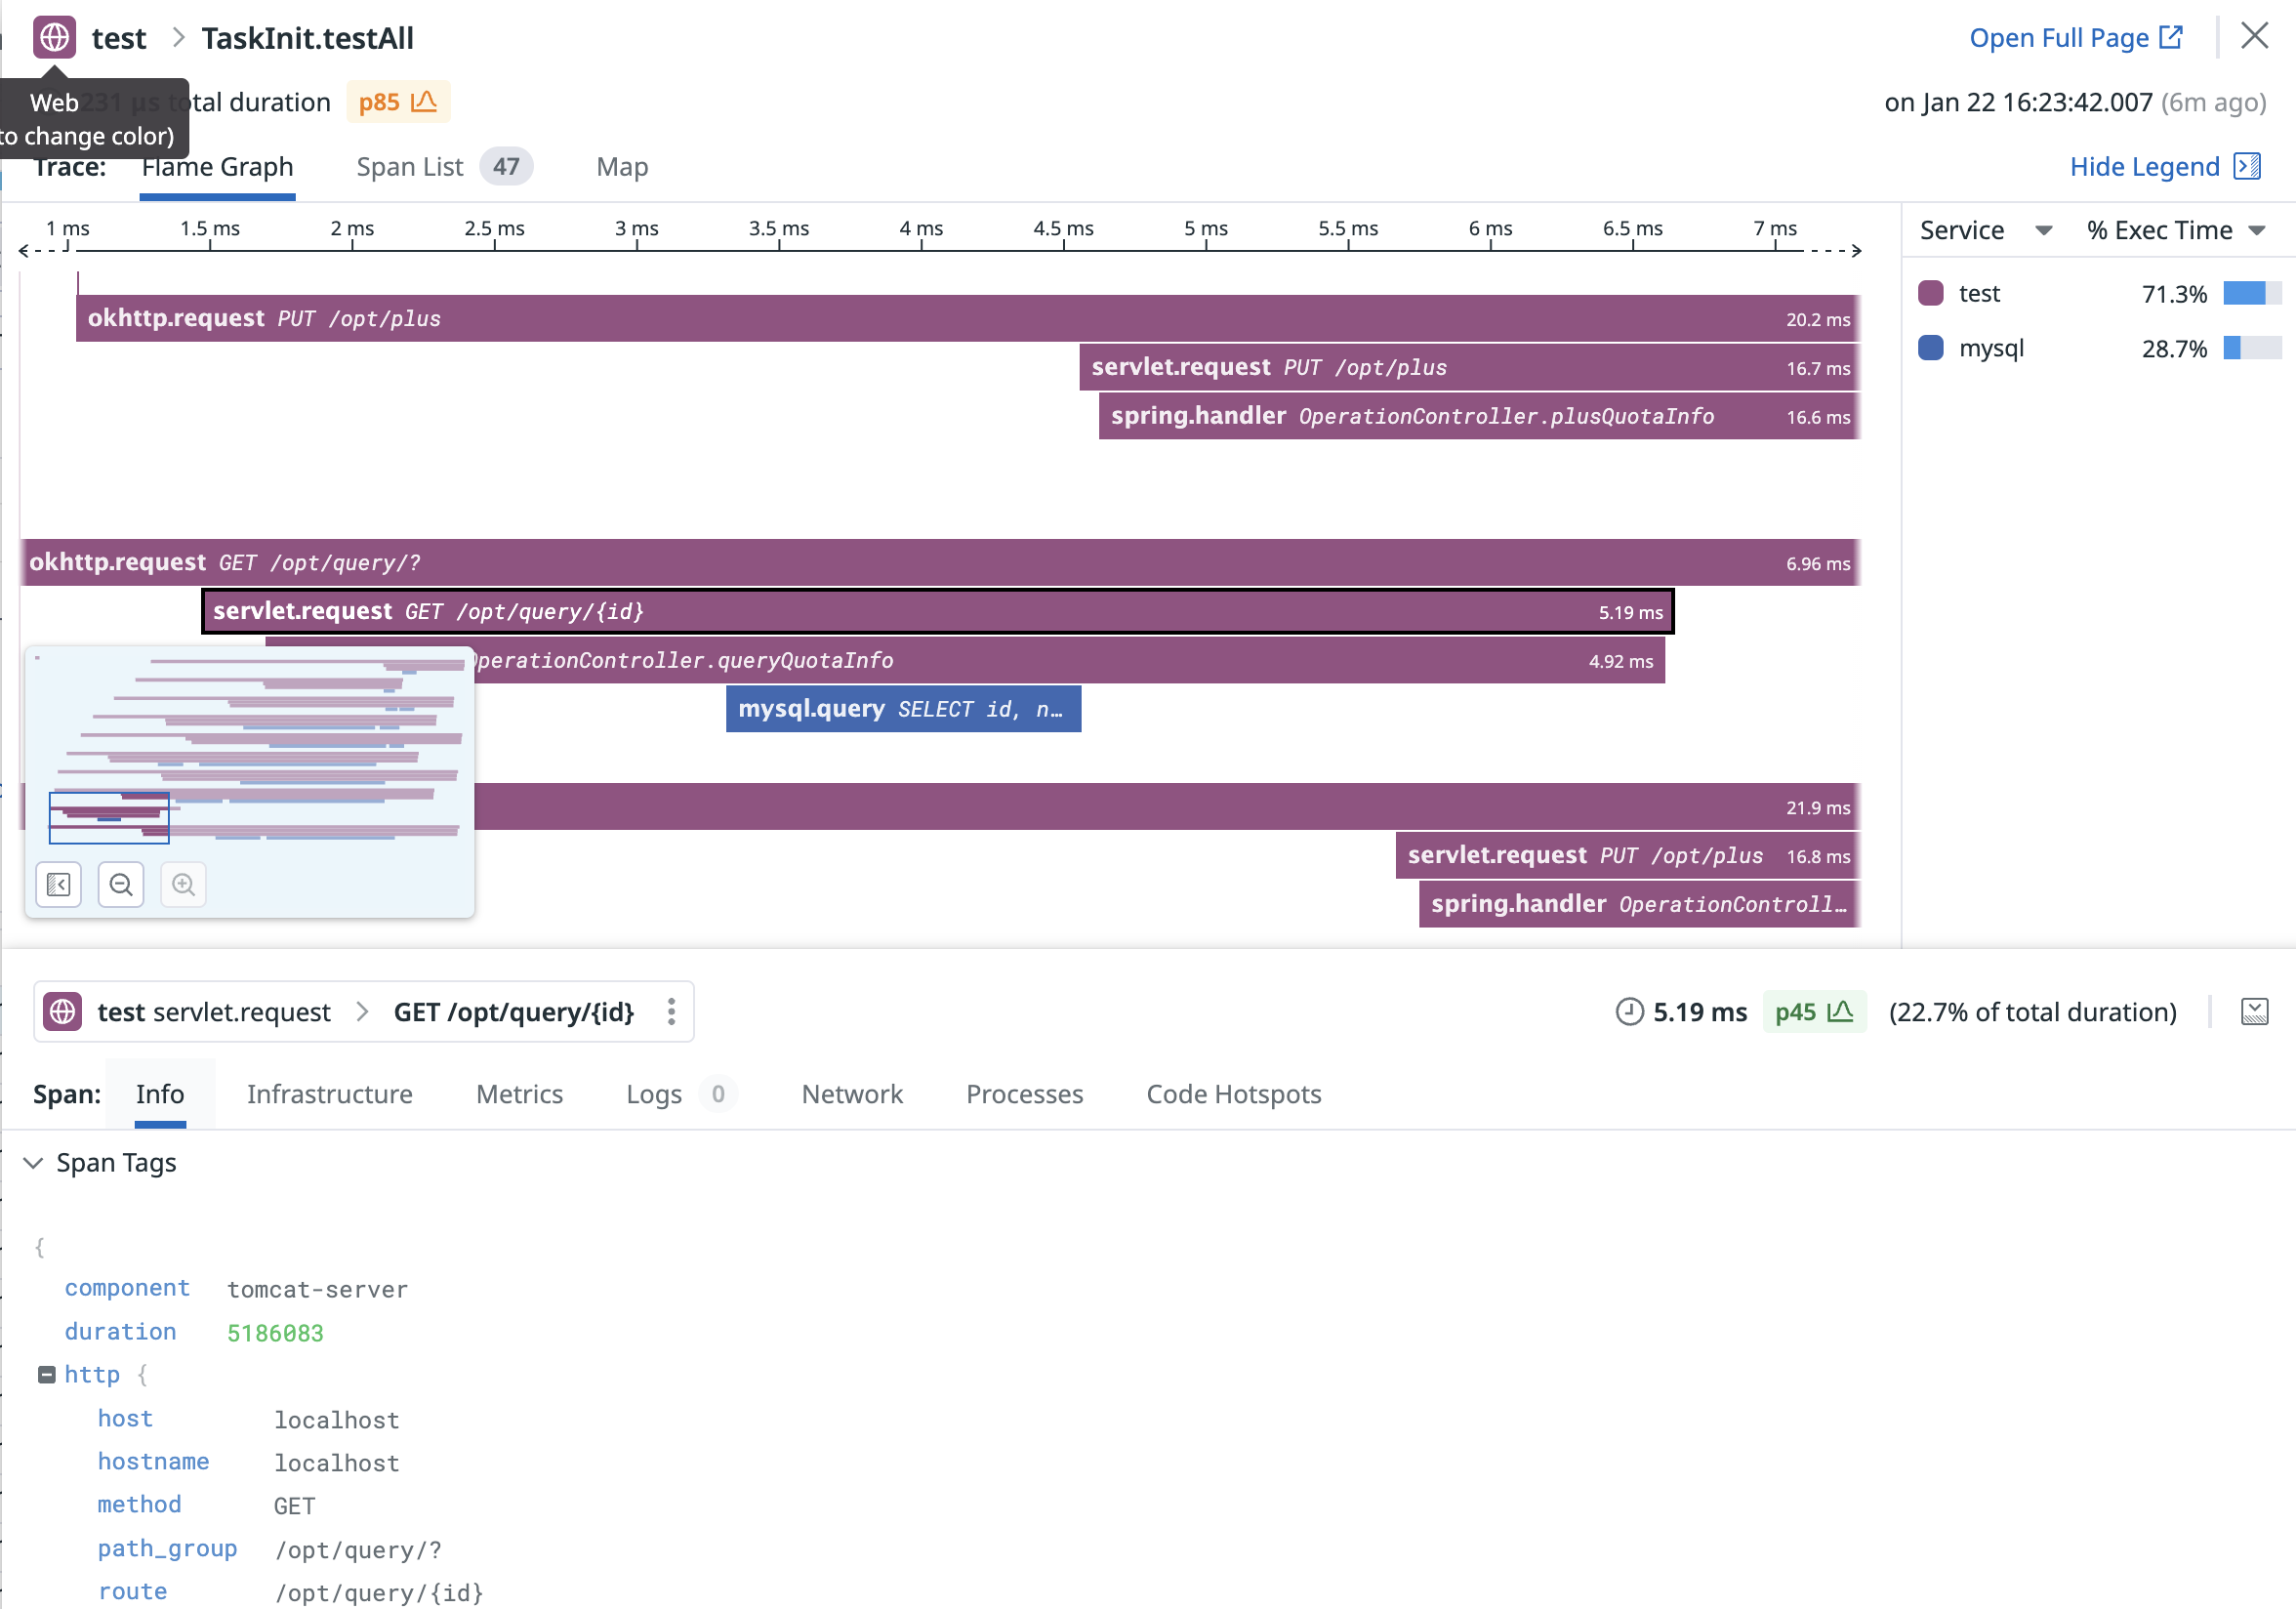 test > TaskInit.testAll Open Full Page
Web
to change color)
231 µs total duration p85 on Jan 22 16:23:42.007 (6m ago)
Trace: Flame Graph Span List 47 Map Hide Legend
1 ms 1.5 ms 2 ms 2.5 ms 3 ms 3.5 ms 4 ms 4.5 ms 5 ms 5.5 ms 6 ms 6.5 ms 7 ms
Service % Exec Time
test 71.3%
mysql 28.7%
okhttp.request PUT /opt/plus 20.2 ms
servlet.request PUT /opt/plus 16.7 ms
spring.handler OperationController.plusQuotaInfo 16.6 ms
okhttp.request GET /opt/query/? 6.96 ms
servlet.request GET /opt/query/{id} 5.19 ms
OperationController.queryQuotaInfo 4.92 ms
mysql.query SELECT id, n…
21.9 ms
servlet.request PUT /opt/plus 16.8 ms
spring.handler OperationControll…
test servlet.request > GET /opt/query/{id} 5.19 ms p45 (22.7% of total duration)
Span: Info Infrastructure Metrics Logs 0 Network Processes Code Hotspots
Span Tags
{
component tomcat-server
duration 5186083
http {
host localhost
hostname localhost
method GET
path_group /opt/query/?
route /opt/query/{id}